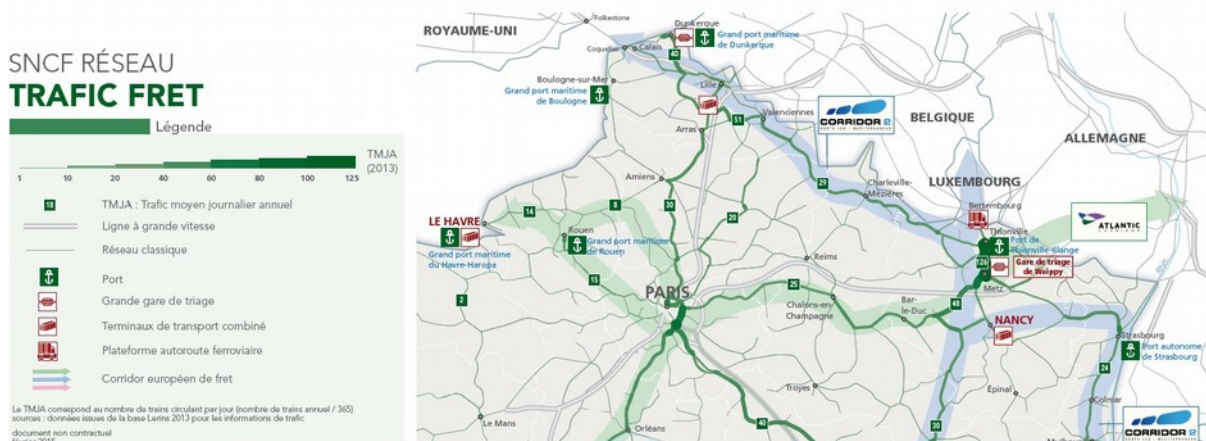 SNCF RÉSEAU
TRAFIC FRET
Légende
TMJA
(2013)
1 10 20 40 60 80 100 125
18 TMJA : Trafic moyen journalier annuel
Ligne à grande vitesse
Réseau classique
Port
Grande gare de triage
Terminaux de transport combiné
Plateforme autoroute ferroviaire
Corridor européen de fret
Le TMJA correspond au nombre de trains circulant par jour (nombre de trains annuel / 365)
sources : données issues de la base Lerins 2013 pour les informations de trafic
document non contractuel
février 2015
ROYAUME-UNI
Folkestone
Dunkerque
Grand port maritime
de Dunkerque
Coquelles
Calais
40
Boulogne-sur-Mer
Grand port maritime
de Boulogne
Lille
51
Valenciennes
Arras
CORRIDOR 2
NORTH SEA - MEDITERRANEAN
BELGIQUE
ALLEMAGNE
Amiens
29
Charleville-
Mézières
LUXEMBOURG
Bettembourg
ATLANTIC
CORRIDOR
LE HAVRE
14
8
30
20
Rouen
Grand port maritime
du Havre-Haropa
Grand port maritime
de Rouen
Thionville
Port de
Thionville Illange
126
Gare de triage
de Woippy
Metz
Reims
15
2
PARIS
25
Chalons-en-
Champagne
Bar-
le-Duc
48
NANCY
Strasbourg
Port autonome
de Strasbourg
Rhin
Troyes
Épinal
24
Colmar
Le Mans
Orléans
40
30
CORRIDOR 2